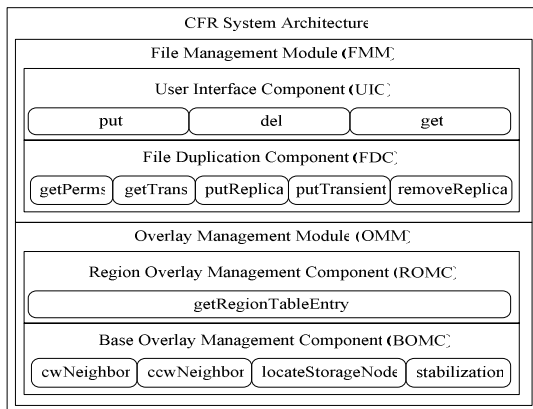 CFR System Architecture
File Management Module (FMM)
User Interface Component (UIC)
put del get
File Duplication Component (FDC)
getPerms getTrans putReplica putTransient removeReplica
Overlay Management Module (OMM)
Region Overlay Management Component (ROMC)
getRegionTableEntry
Base Overlay Management Component (BOMC)
cwNeighbor ccwNeighbor locateStorageNode stabilization